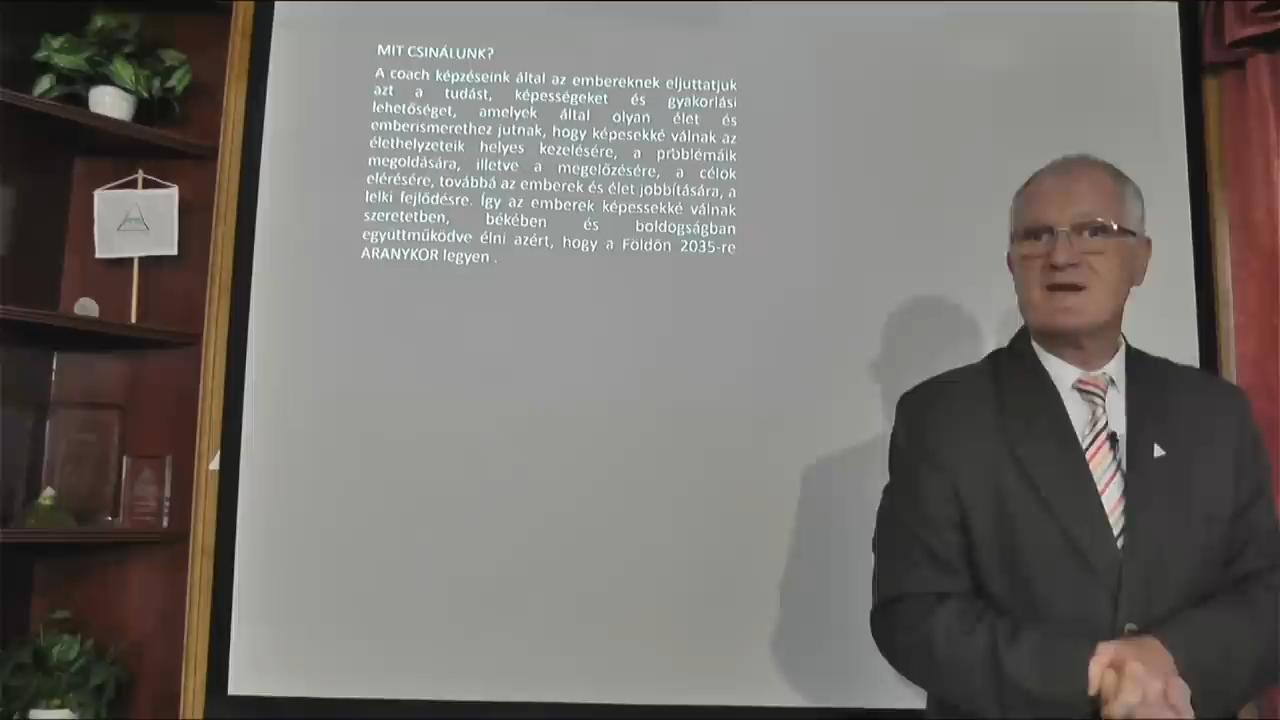 MIT CSINÁLUNK?
A coach képzéseink által az embereknek eljuttatjuk
azt a tudást, képességeket és gyakorlási
lehetőséget, amelyek által olyan élet és
emberismerethez jutnak, hogy képesekké válnak az
élethelyzeteik helyes kezelésére, a problémáik
megoldására, illetve a megelőzésére, a célok
elérésére, továbbá az emberek és élet jobbítására, a
lelki fejlődésre. Így az emberek képessekké válnak
szeretetben, békében és boldogságban
együttműködve élni azért, hogy a Földön 2035-re
ARANYKOR legyen .